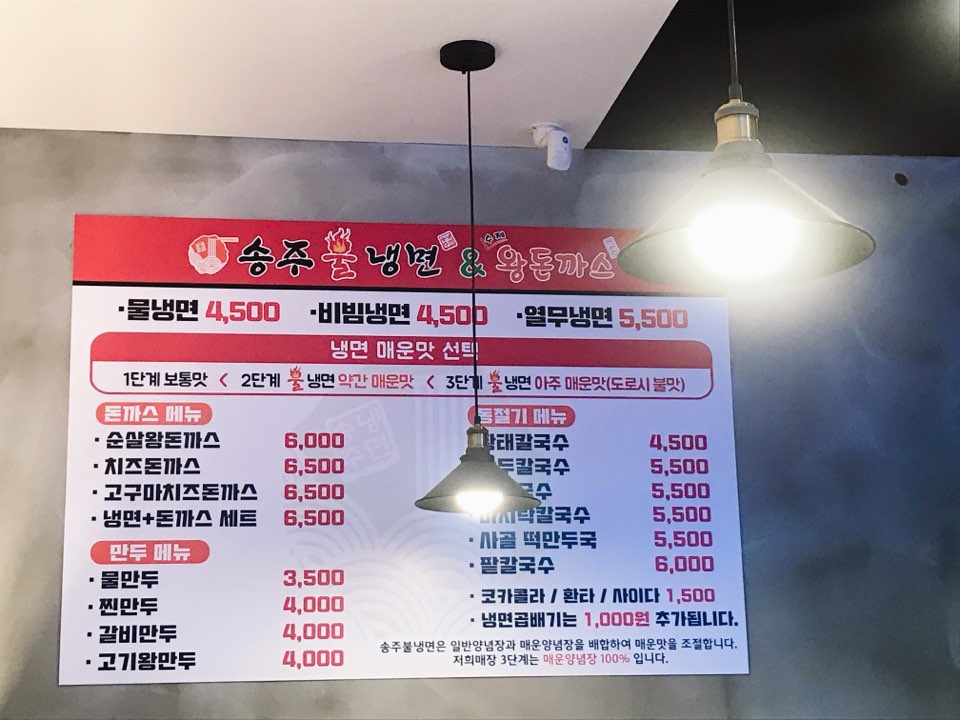 송주 불 냉면 & 수제 왕돈까스
·물냉면 4,500 ·비빔냉면 4,500 ·열무냉면 5,500
냉면 매운맛 선택
1단계 보통맛 < 2단계 불 냉면 약간 매운맛 < 3단계 불 냉면 아주 매운맛(도로시 불맛)
돈까스 메뉴
·순살왕돈까스 6,000
·치즈돈까스 6,500
·고구마치즈돈까스 6,500
·냉면+돈까스 세트 6,500
만두 메뉴
·물만두 3,500
·찐만두 4,000
·갈비만두 4,000
·고기왕만두 4,000
동절기 메뉴
4,500
5,500
5,500
5,500
·사골 떡만두국 5,500
·팥칼국수 6,000
·코카콜라 / 환타 / 사이다 1,500
·냉면곱배기는 1,000원 추가됩니다.
송주불냉면은 일반양념장과 매운양념장을 배합하여 매운맛을 조절합니다.
저희매장 3단계는 매운양념장 100% 입니다.